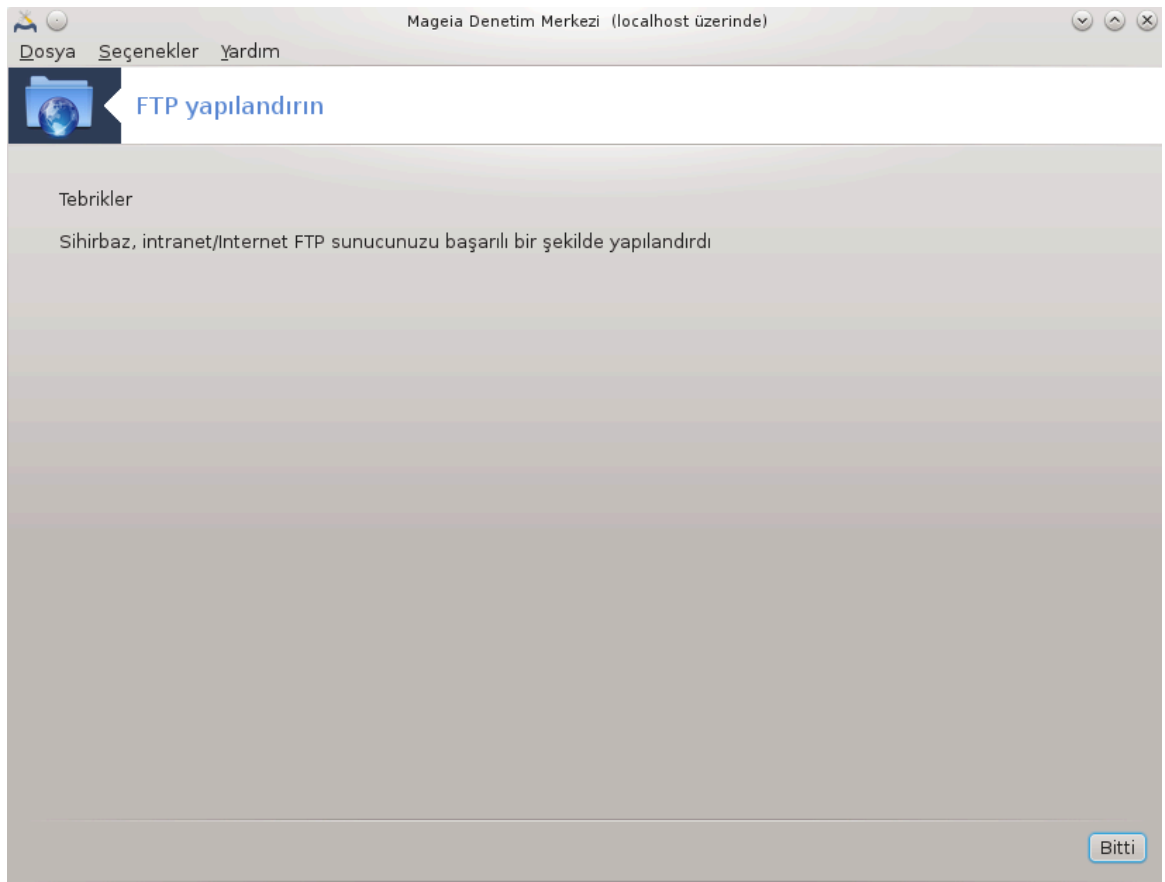 Mageia Denetim Merkezi (localhost üzerinde)
Dosya Seçenekler Yardım
FTP yapılandırın
Tebrikler
Sihirbaz, intranet/Internet FTP sunucunuzu başarılı bir şekilde yapılandırdı
Bitti